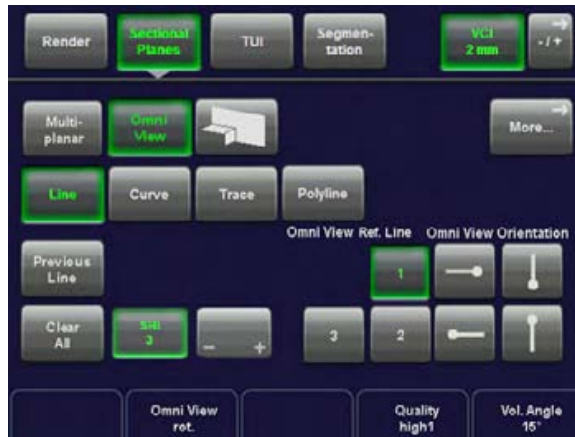 Render
Sectional
Planes
TUI
Segmen-
tation
VCI
2 mm
- / +
Multi-
planar
Omni
View
More...
Line
Curve
Trace
Polyline
Omni View Ref. Line
Omni View Orientation
Previous
Line
1
Clear
All
SRI
3
- +
3
2
Omni View
rot.
Quality
high1
Vol. Angle
15°